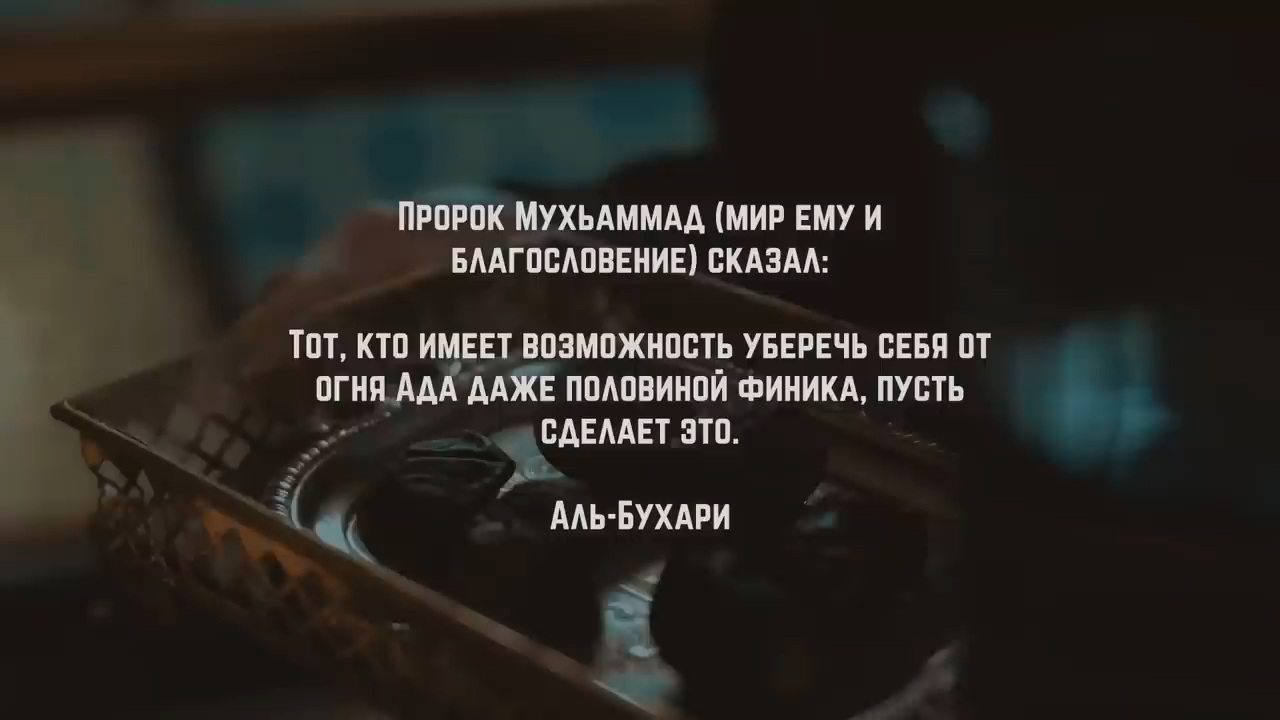 Пророк Мухьаммад (мир ему и
благословение) сказал:
Тот, кто имеет возможность уберечь себя от
огня Ада даже половиной финика, пусть
сделает это.
Аль-Бухари